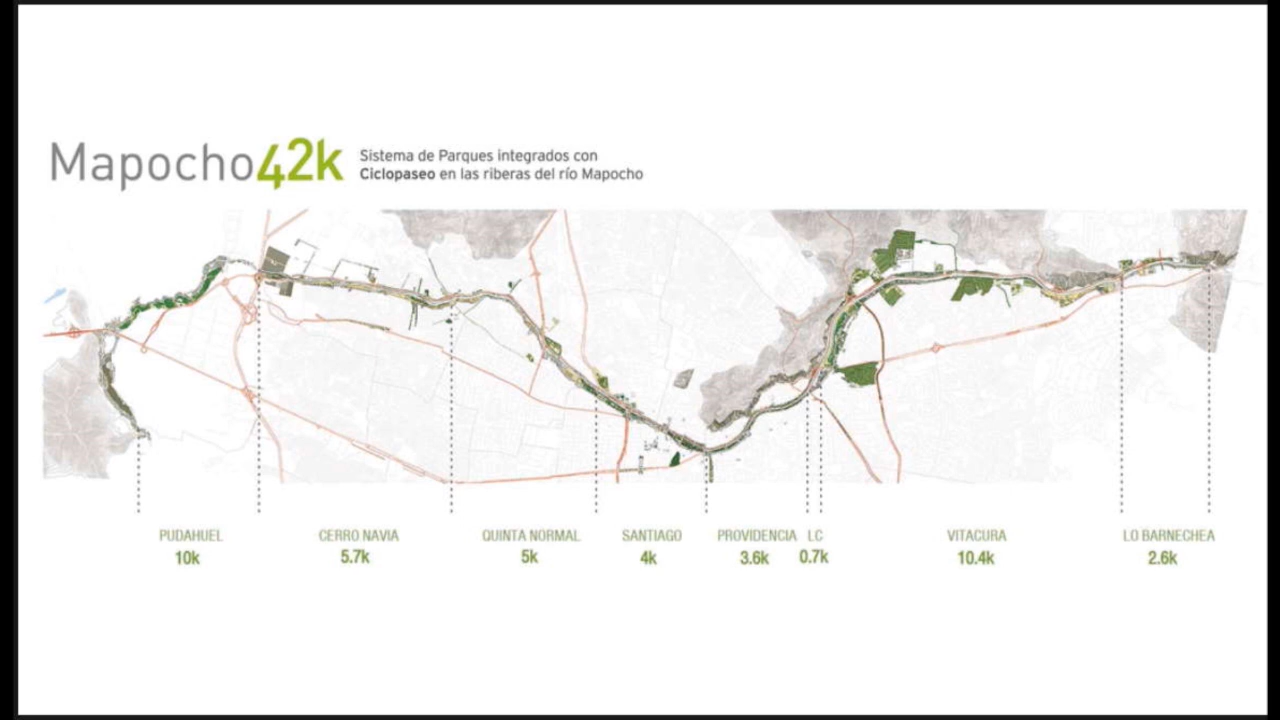 Mapocho42k
Sistema de Parques integrados con
Ciclopaseo en las riberas del río Mapocho
PUDAHUEL
10k
CERRO NAVIA
5.7k
QUINTA NORMAL
5k
SANTIAGO
4k
PROVIDENCIA
3.6k
LC
0.7k
VITACURA
10.4k
LO BARNECHEA
2.6k